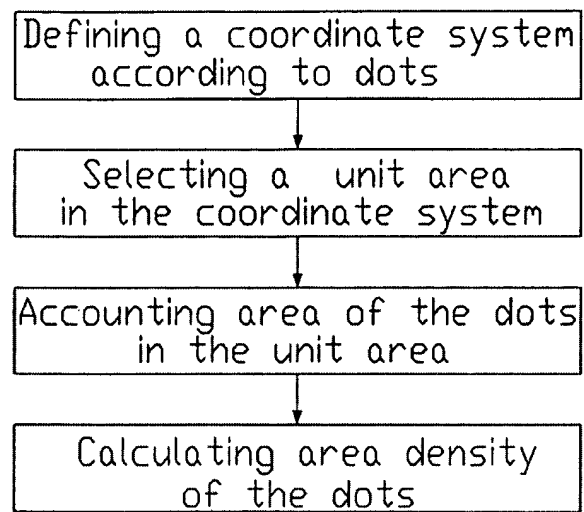 Defining a coordinate system
according to dots
Selecting a unit area
in the coordinate system
Accounting area of the dots
in the unit area
Calculating area density
of the dots